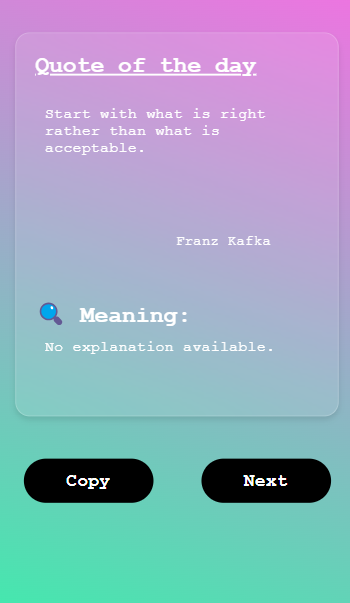 Quote of the day
Start with what is right
rather than what is
acceptable.
Franz Kafka
🔍 Meaning:
No explanation available.
Copy
Next